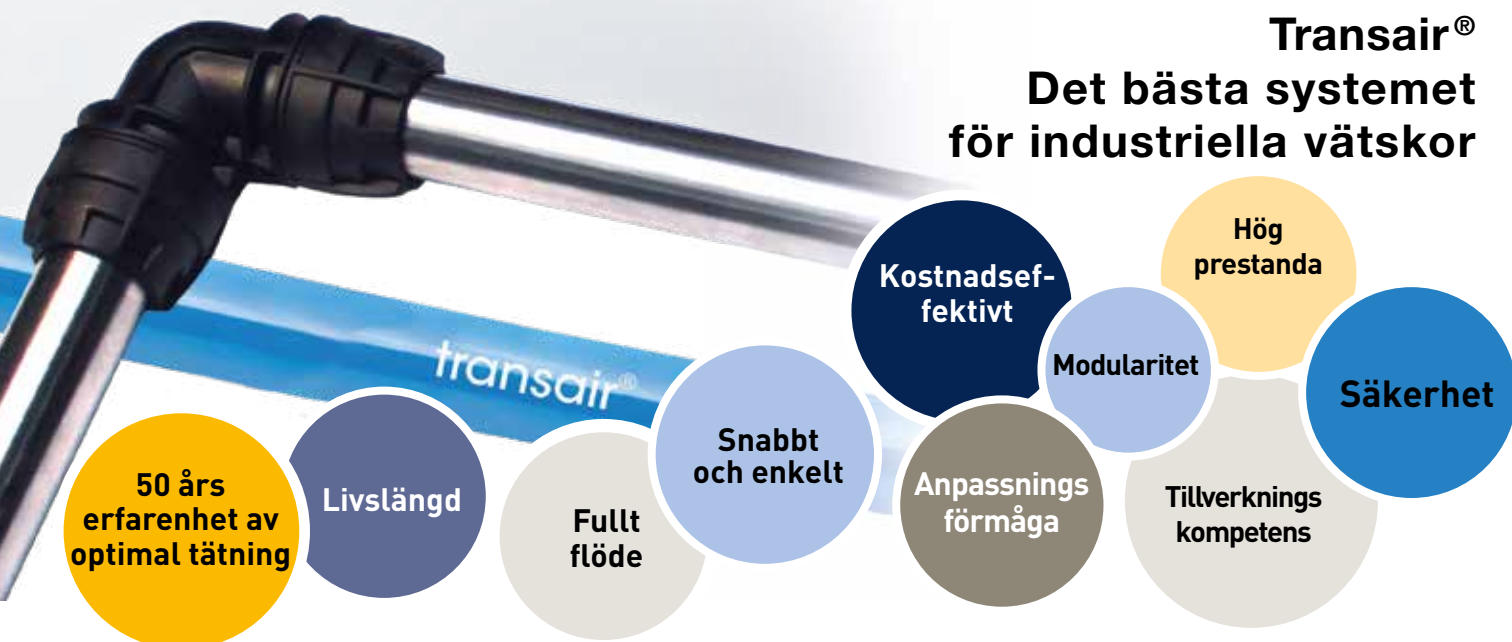 Transair®
Det bästa systemet
för industriella vätskor
Hög
prestanda
Kostnadsef-
fektivt
Modularitet
Säkerhet
transair®
Snabbt
och enkelt
Anpassnings
förmåga
Tillverknings
kompetens
50 års
erfarenhet av
optimal tätning
Livslängd
Fullt
flöde